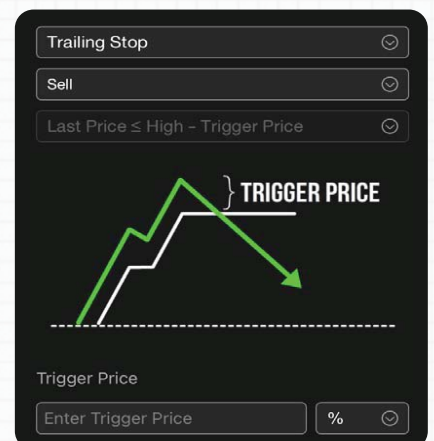 Trailing Stop
Sell
Last Price ≤ High - Trigger Price
TRIGGER PRICE
Trigger Price
Enter Trigger Price
%